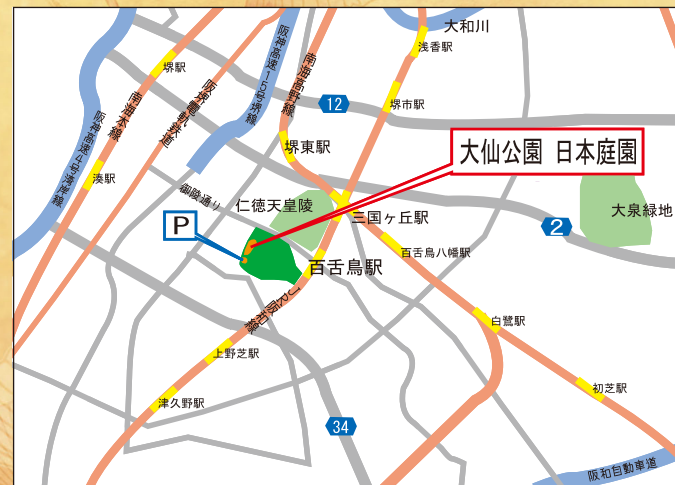 大和川
浅香駅
堺駅
阪神高速15号堺線
南海高野線
阪堺電軌鉄道
南海本線
阪神高速4号湾岸線
12
堺市駅
堺東駅
大仙公園 日本庭園
湊駅
御陵通り
仁徳天皇陵
三国ヶ丘駅
大泉緑地
P
2
百舌鳥八幡駅
百舌鳥駅
JR阪和線
白鷺駅
上野芝駅
初芝駅
津久野駅
34
阪和自動車道